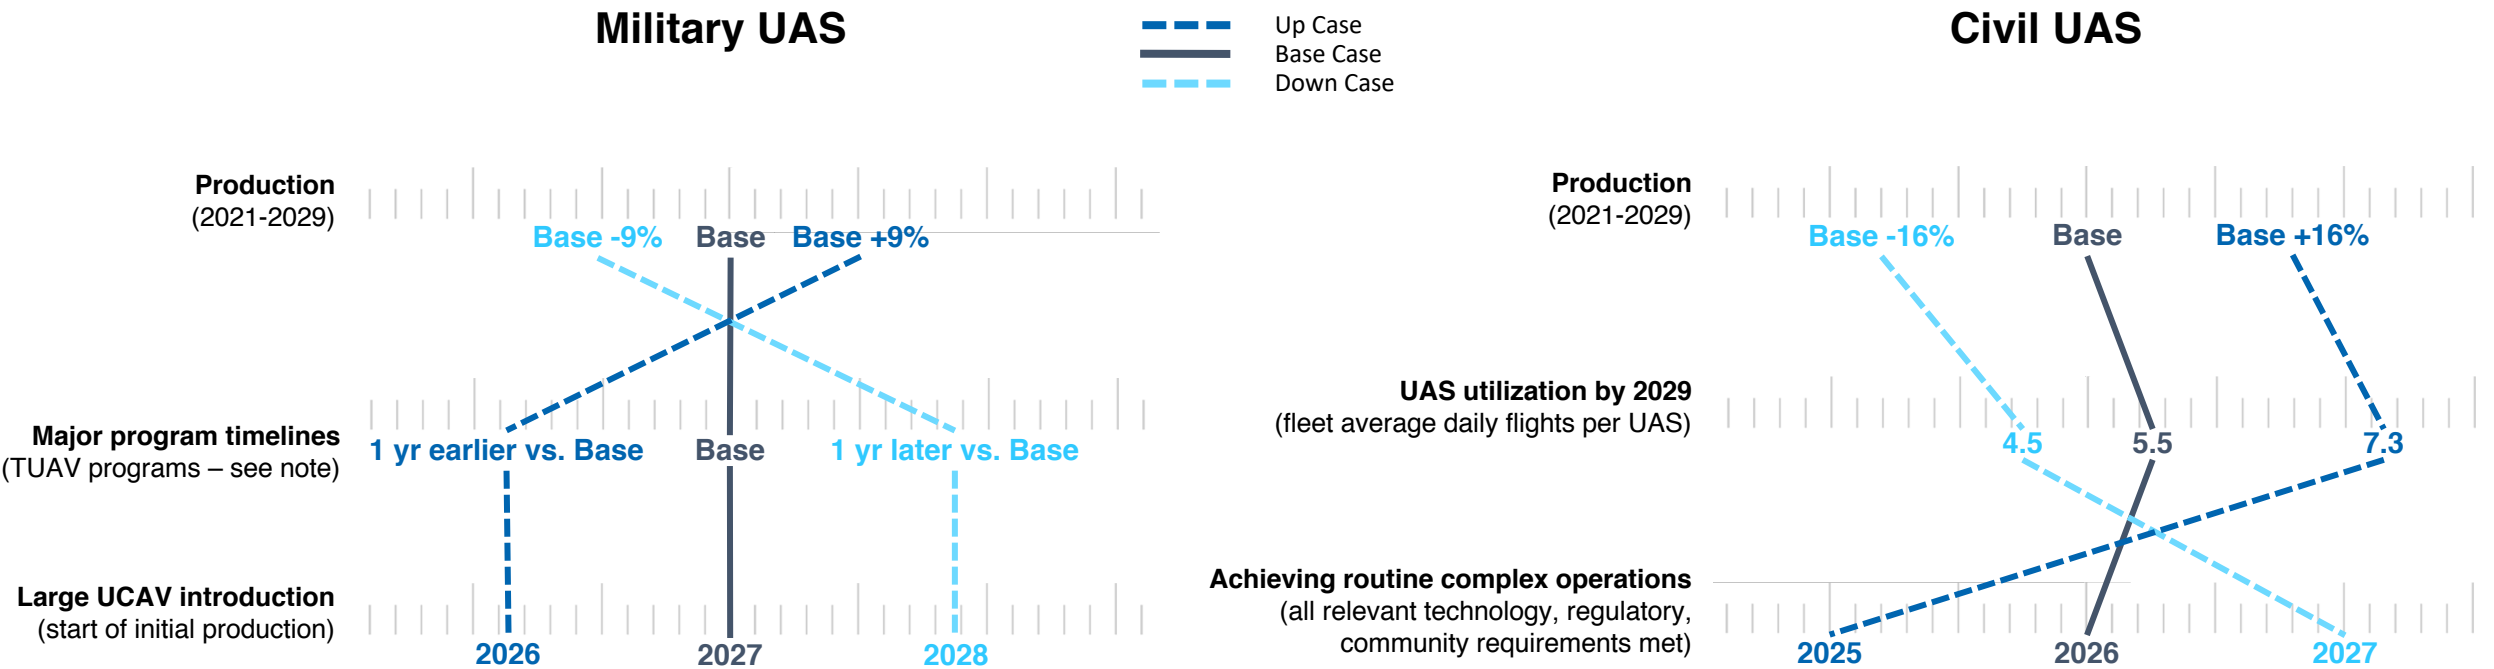 Military UAS
Up Case
Base Case
Down Case
Civil UAS
Production
(2021-2029)
Base -9% Base Base +9%
Major program timelines
(TUAV programs – see note)
1 yr earlier vs. Base Base 1 yr later vs. Base
Large UCAV introduction
(start of initial production)
2026 2027 2028
Production
(2021-2029)
Base -16% Base Base +16%
UAS utilization by 2029
(fleet average daily flights per UAS)
4.5 5.5 7.3
Achieving routine complex operations
(all relevant technology, regulatory,
community requirements met)
2025 2026 2027